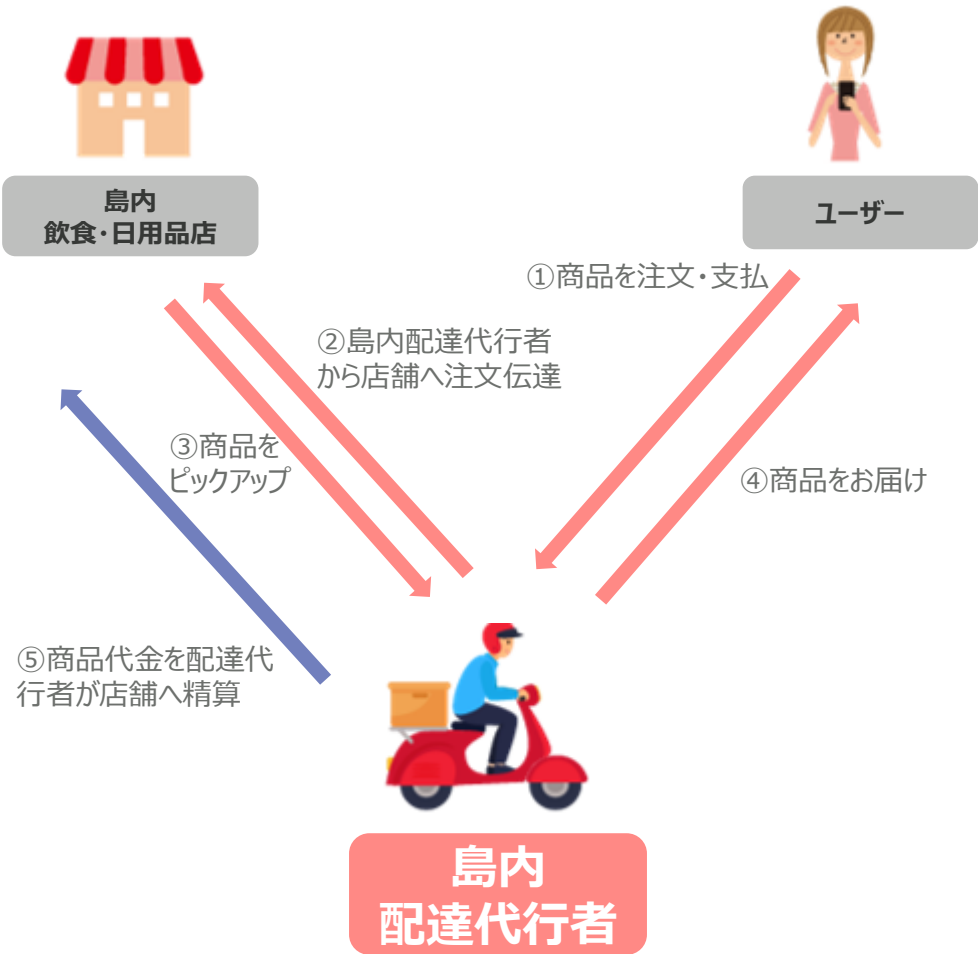 島内
飲食・日用品店
ユーザー
①商品を注文・支払
②島内配達代行者
から店舗へ注文伝達
③商品を
ピックアップ
④商品をお届け
⑤商品代金を配達代
行者が店舗へ精算
島内
配達代行者